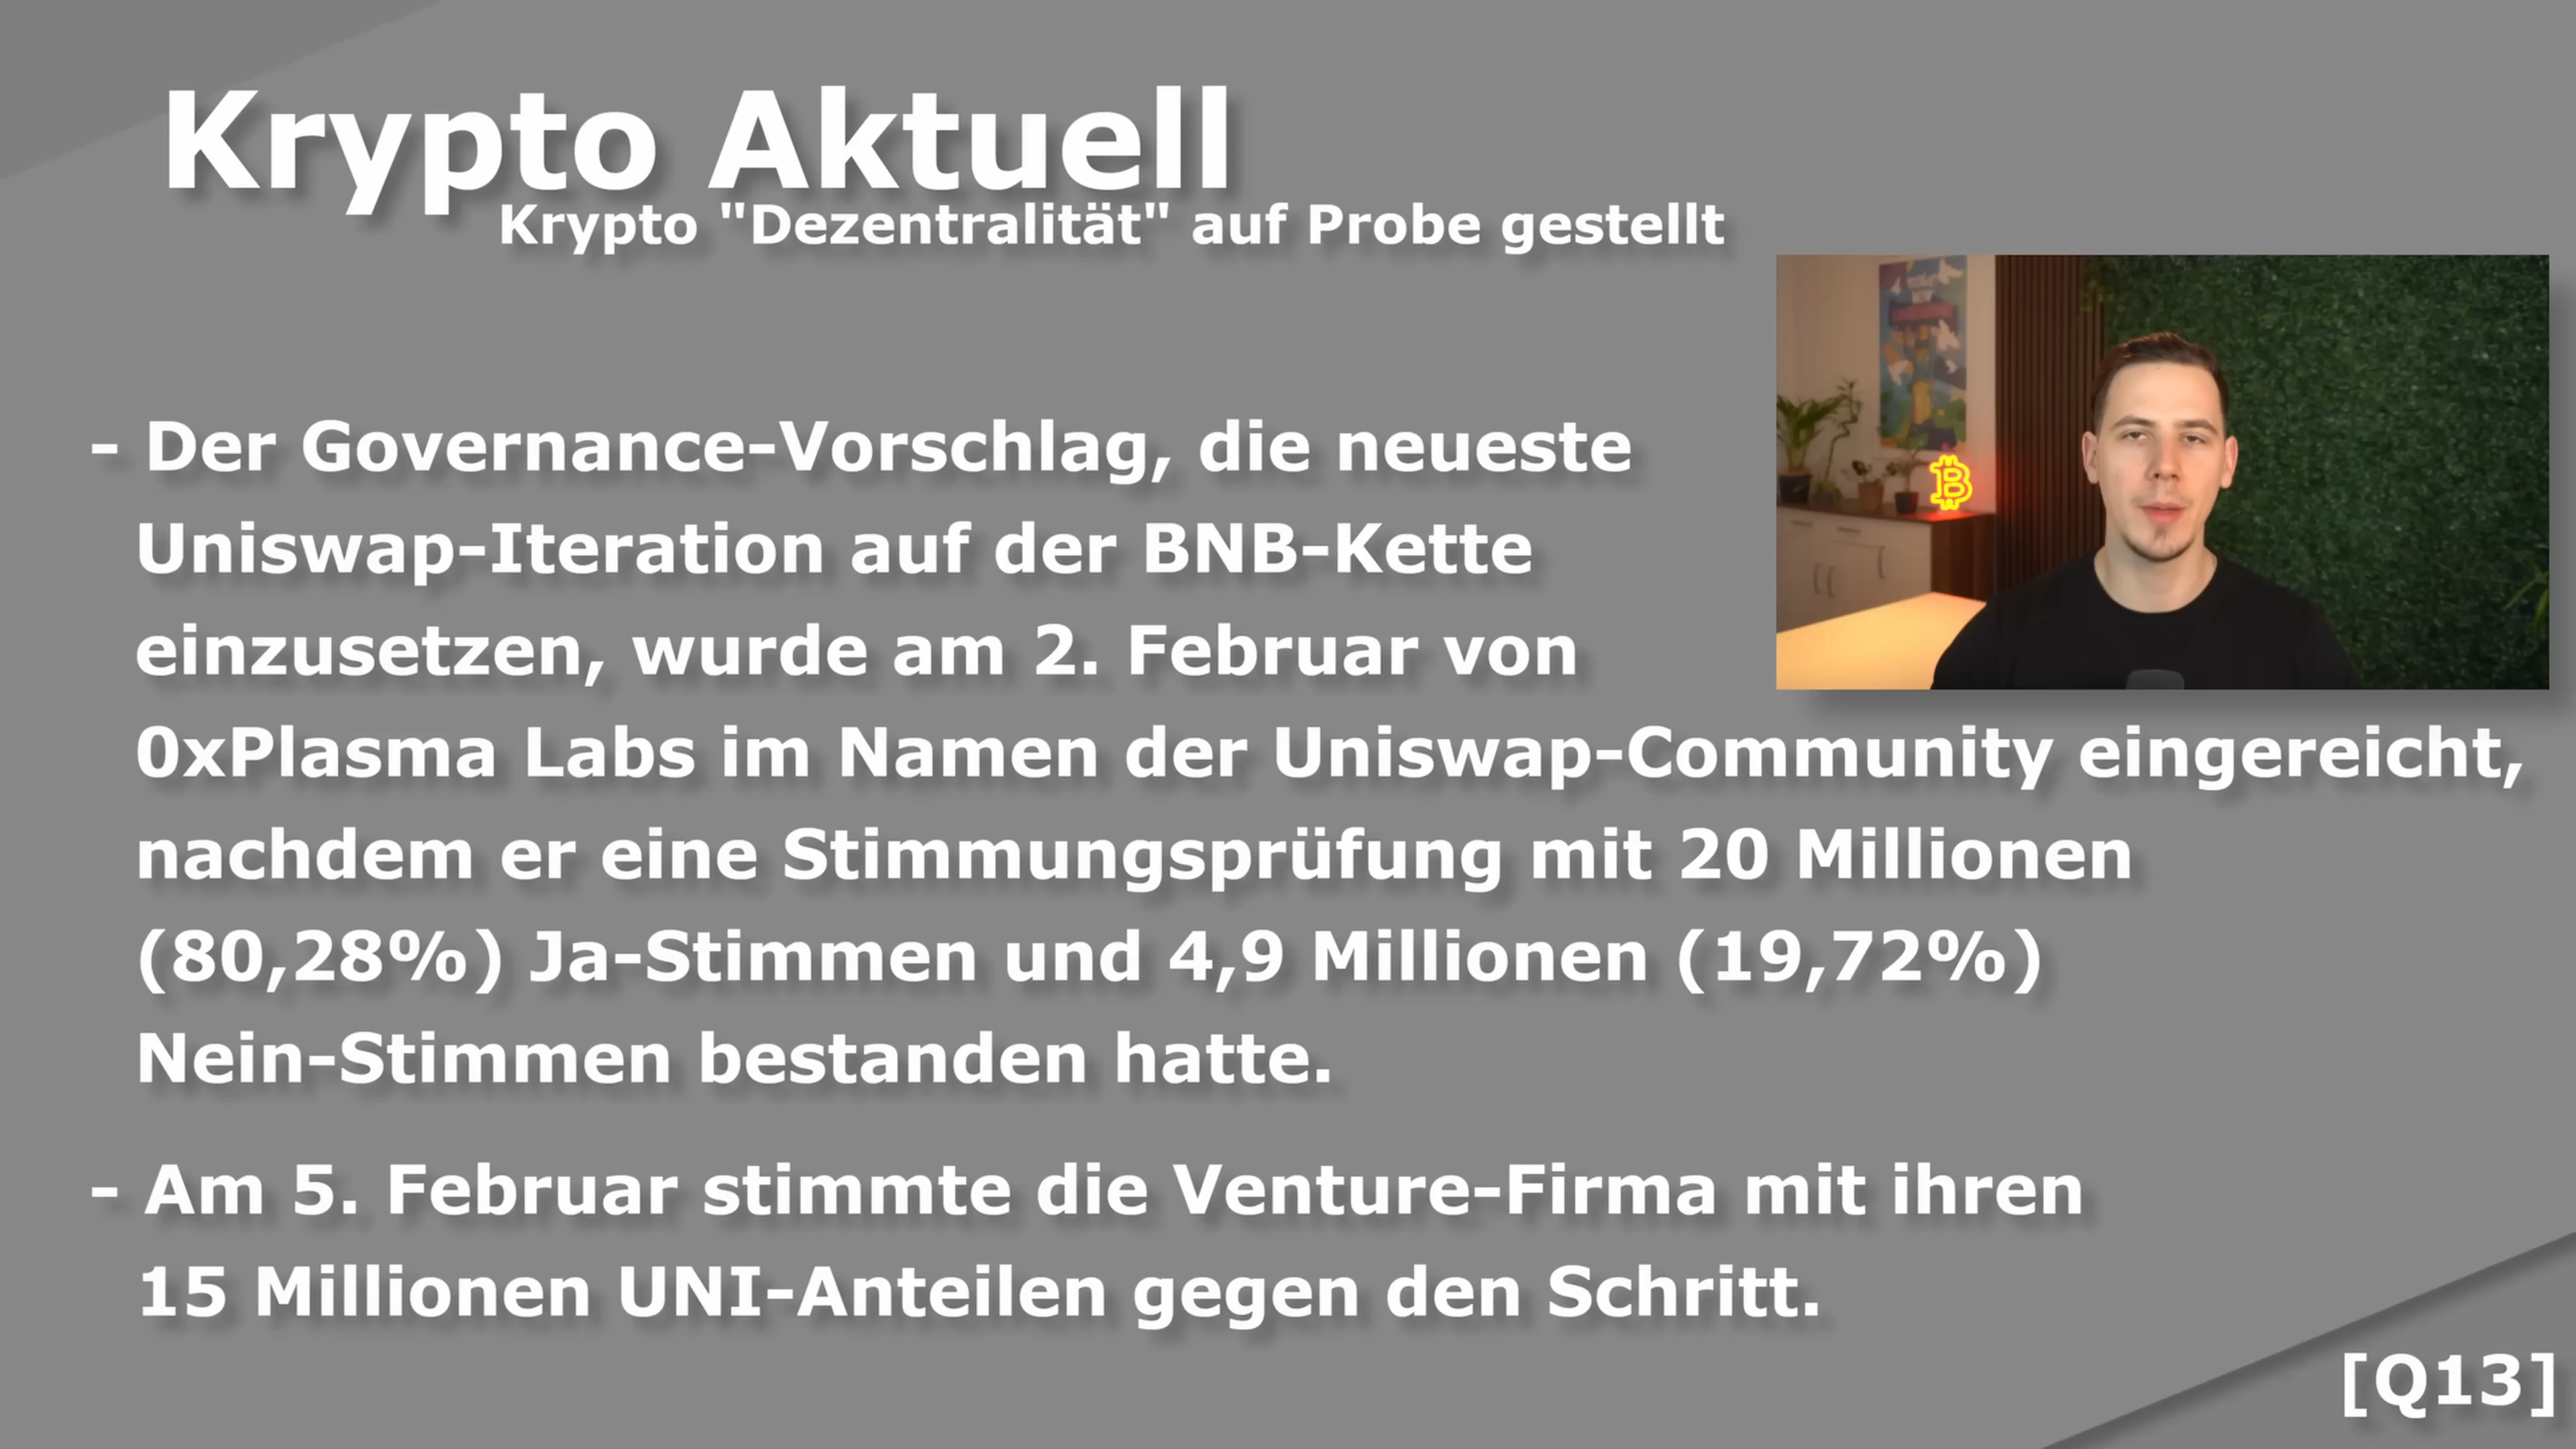 Krypto Aktuell
Krypto "Dezentralität" auf Probe gestellt
- Der Governance-Vorschlag, die neueste
Uniswap-Iteration auf der BNB-Kette
einzusetzen, wurde am 2. Februar von
0xPlasma Labs im Namen der Uniswap-Community eingereicht,
nachdem er eine Stimmungsprüfung mit 20 Millionen
(80,28%) Ja-Stimmen und 4,9 Millionen (19,72%)
Nein-Stimmen bestanden hatte.
- Am 5. Februar stimmte die Venture-Firma mit ihren
15 Millionen UNI-Anteilen gegen den Schritt.
[Q13]